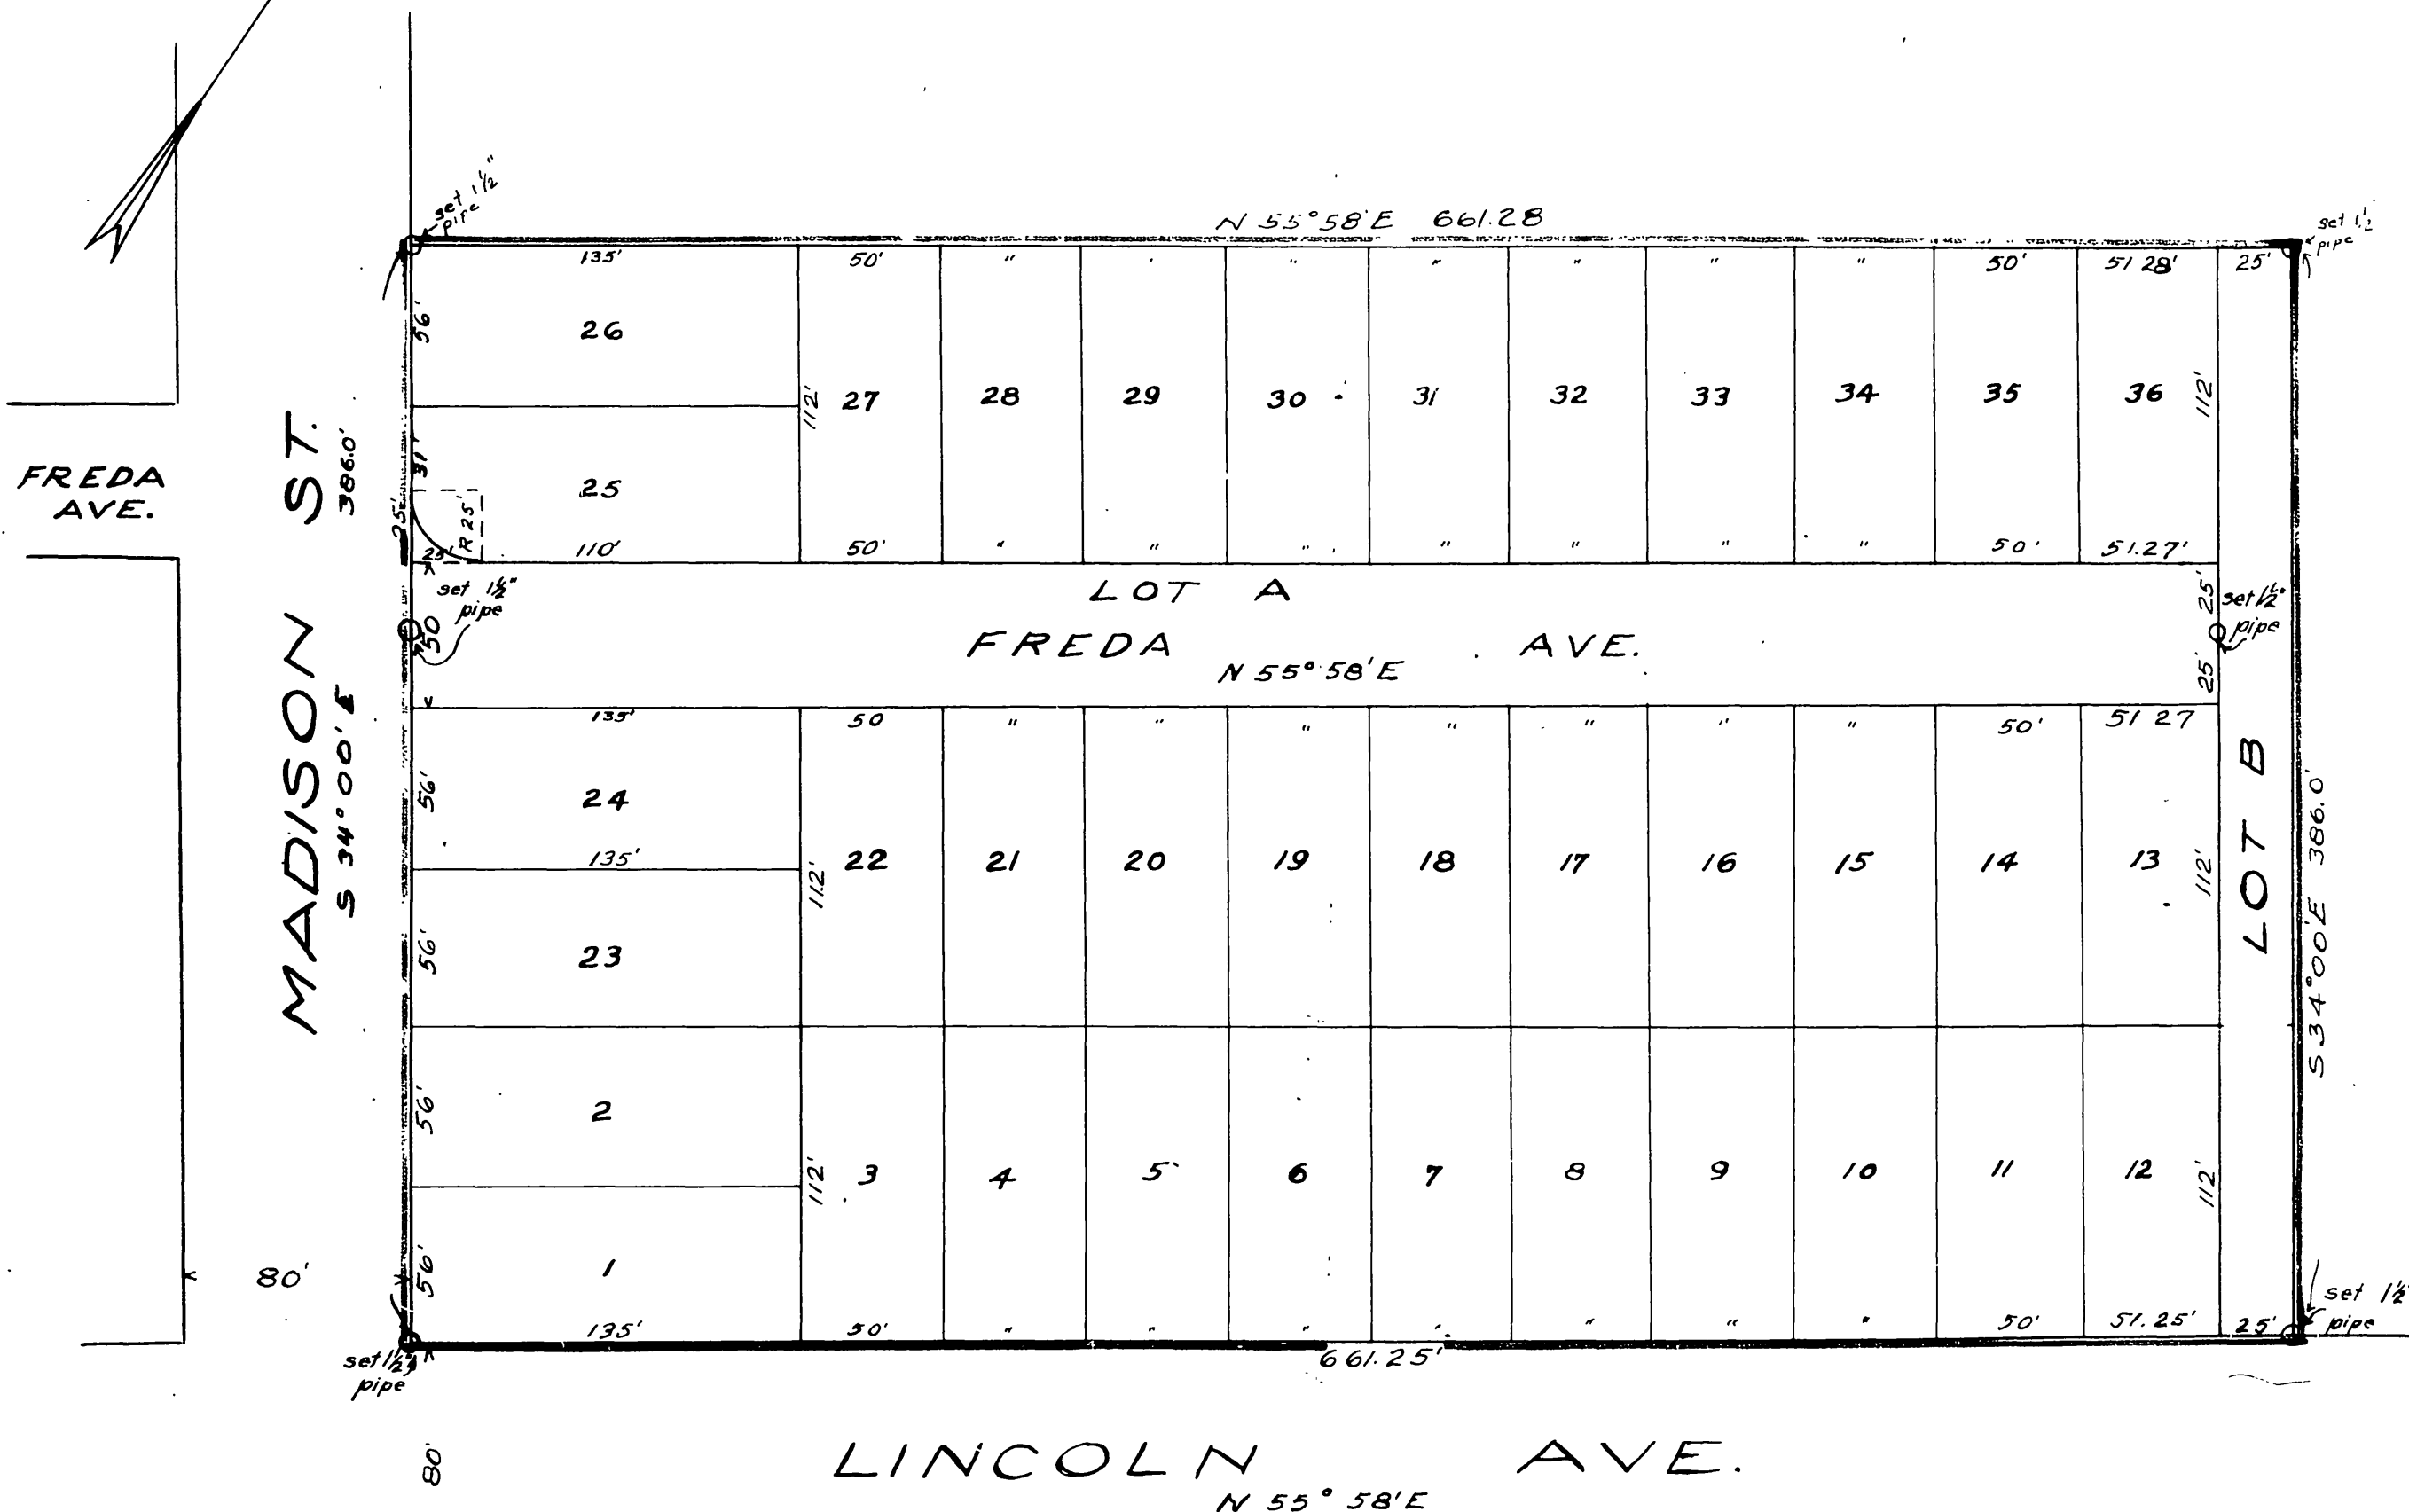 set 1½"
pipe
N 55°58'E 661.28
set 1½
pipe
135' 50' " " " " " " 50' 51 28' 25'
56'
26
112'
27 28 29 30 31 32 33 34 35 36
112'
FREDA
AVE.
MADISON ST.
S 34°00'E 386.0'
31'
25
25'
R 25'
25' 110' 50' " " " " " " " 50' 51.27'
set 1½"
pipe
50
LOT A
FREDA AVE.
N 55°58'E
25'
25'
set 1½"
pipe
135' 50 " " " " " " " 50' 51 27
56'
24
135'
112'
22 21 20 19 18 17 16 15 14 13
112'
LOT B
S 34°00'E 386.0'
56'
23
56'
2
112'
3 4 5 6 7 8 9 10 11 12
112'
80'
56'
1
135' 50' " " " " " " 50' 51.25' 25'
set 1½"
pipe
set 1½"
pipe
661.25'
80'
LINCOLN AVE.
N 55° 58'E